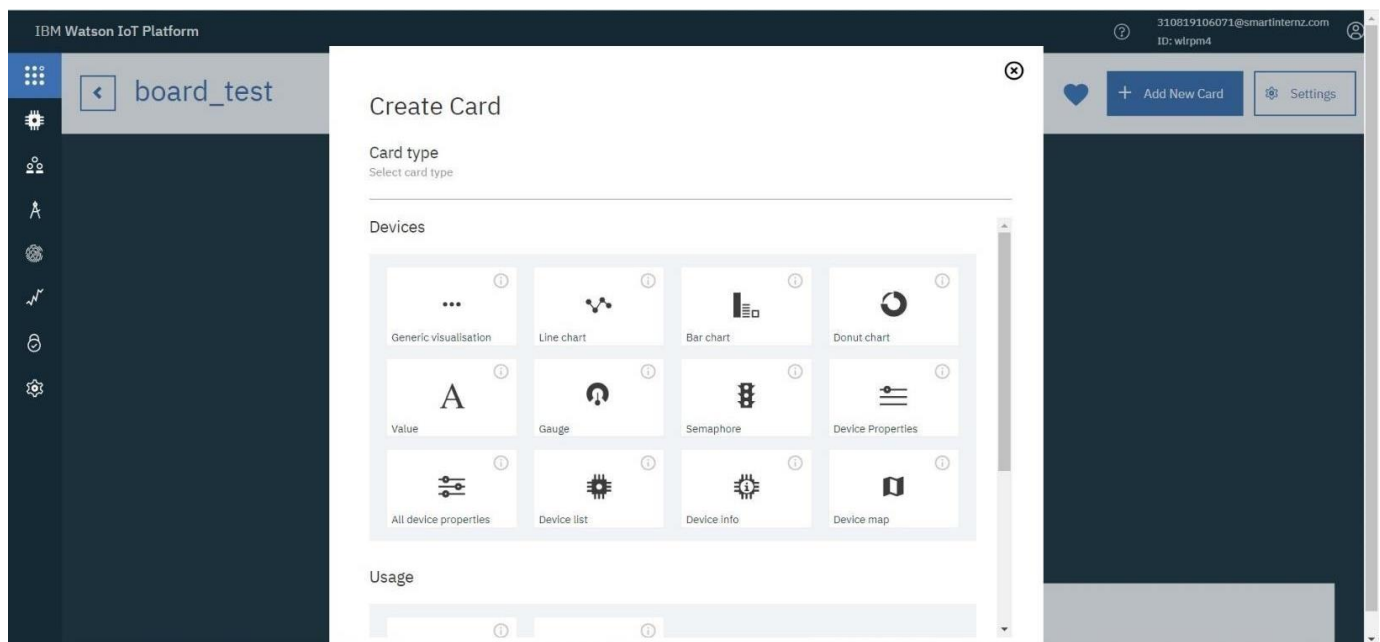 IBM Watson IoT Platform
310819106071@smartinternz.com
ID: wlrpm4
board_test
Add New Card
Settings
Create Card
Card type
Select card type
Devices
Generic visualisation
Line chart
Bar chart
Donut chart
Value
Gauge
Semaphore
Device Properties
All device properties
Device list
Device info
Device map
Usage